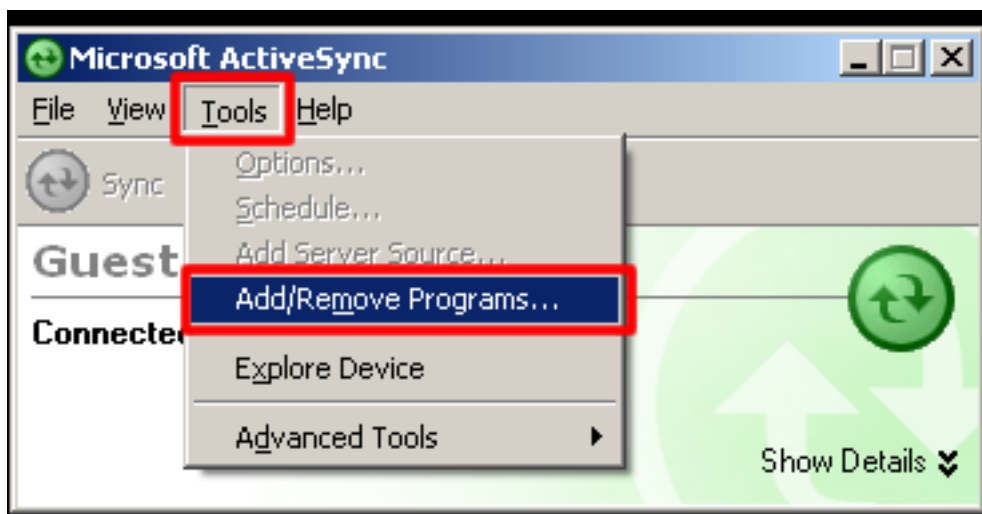 Microsoft ActiveSync
File View Tools Help
Sync
Options...
Schedule...
Guest
Add Server Source...
Add/Remove Programs...
Connected
Explore Device
Advanced Tools
Show Details